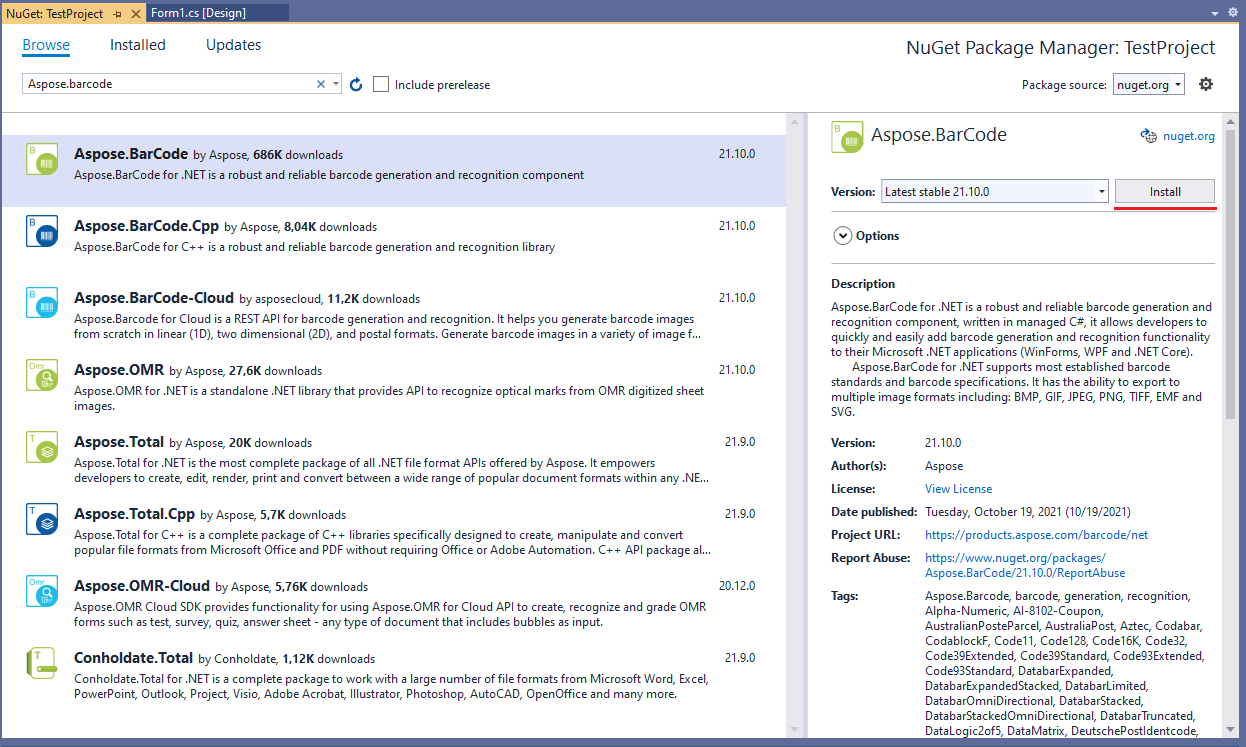 NuGet: TestProject
Form1.cs [Design]
Browse
Installed
Updates
NuGet Package Manager: TestProject
Aspose.barcode
Include prerelease
Package source:
nuget.org
B
Aspose.BarCode by Aspose, 686K downloads
21.10.0
Aspose.BarCode for .NET is a robust and reliable barcode generation and recognition component
B
Aspose.BarCode.Cpp by Aspose, 8,04K downloads
21.10.0
Aspose.BarCode for C++ is a robust and reliable barcode generation and recognition library
B
Aspose.BarCode-Cloud by asposecloud, 11,2K downloads
21.10.0
Aspose.Barcode for Cloud is a REST API for barcode generation and recognition. It helps you generate barcode images
from scratch in linear (1D), two dimensional (2D), and postal formats. Generate barcode images in a variety of image f...
Omr
Aspose.OMR by Aspose, 27,6K downloads
21.10.0
Aspose.OMR for .NET is a standalone .NET library that provides API to recognize optical marks from OMR digitized sheet
images.
T
Aspose.Total by Aspose, 20K downloads
21.9.0
Aspose.Total for .NET is the most complete package of all .NET file format APIs offered by Aspose. It empowers
developers to create, edit, render, print and convert between a wide range of popular document formats within any .NE...
T
Aspose.Total.Cpp by Aspose, 5,7K downloads
21.9.0
Aspose.Total for C++ is a complete package of C++ libraries specifically designed to create, manipulate and convert
popular file formats from Microsoft Office and PDF without requiring Office or Adobe Automation. C++ API package al...
Omr
Aspose.OMR-Cloud by Aspose, 5,76K downloads
20.12.0
Aspose.OMR Cloud SDK provides functionality for using Aspose.OMR for Cloud API to create, recognize and grade OMR
forms such as test, survey, quiz, answer sheet - any type of document that includes bubbles as input.
T
Conholdate.Total by Conholdate, 1,12K downloads
21.9.0
Conholdate.Total for .NET is a complete package to work with a large number of file formats from Microsoft Word, Excel,
PowerPoint, Outlook, Project, Visio, Adobe Acrobat, Illustrator, Photoshop, AutoCAD, OpenOffice and many more.
B
Aspose.BarCode
nuget.org
Version:
Latest stable 21.10.0
Install
Options
Description
Aspose.BarCode for .NET is a robust and reliable barcode generation and
recognition component, written in managed C#, it allows developers to
quickly and easily add barcode generation and recognition functionality
to their Microsoft .NET applications (WinForms, WPF and .NET Core).
Aspose.BarCode for .NET supports most established barcode
standards and barcode specifications. It has the ability to export to
multiple image formats including: BMP, GIF, JPEG, PNG, TIFF, EMF and
SVG.
Version: 21.10.0
Author(s): Aspose
License: View License
Date published: Tuesday, October 19, 2021 (10/19/2021)
Project URL: https://products.aspose.com/barcode/net
Report Abuse: https://www.nuget.org/packages/
Aspose.BarCode/21.10.0/ReportAbuse
Tags: Aspose.Barcode, barcode, generation, recognition,
Alpha-Numeric, AI-8102-Coupon,
AustralianPosteParcel, AustraliaPost, Aztec, Codabar,
CodablockF, Code11, Code128, Code16K, Code32,
Code39Extended, Code39Standard, Code93Extended,
Code93Standard, DatabarExpanded,
DatabarExpandedStacked, DatabarLimited,
DatabarOmniDirectional, DatabarStacked,
DatabarStackedOmniDirectional, DatabarTruncated,
DataLogic2of5, DataMatrix, DeutschePostIdentcode,